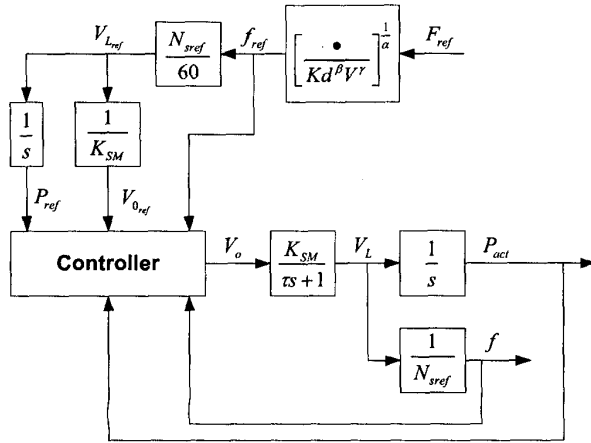 V_{L_{ref}}
N_{sref}
60
f_{ref}
[ • / K d^β V^γ ]^{1/α}
F_{ref}
1
s
1
K_{SM}
P_{ref}
V_{0_{ref}}
Controller
V_o
K_{SM}
τs + 1
V_L
1
s
P_{act}
1
N_{sref}
f